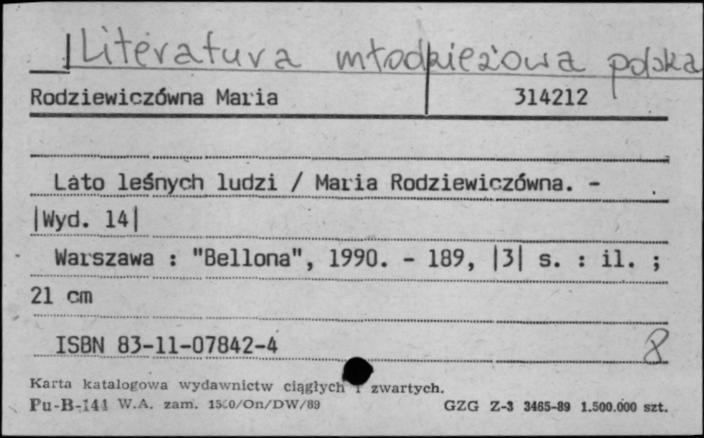 Literatura młodzieżowa polska
Rodziewiczówna Maria 314212
Lato leśnych ludzi / Maria Rodziewiczówna. -
|Wyd. 14|
Warszawa : "Bellona", 1990. - 189, |3| s. : il. ;
21 cm
ISBN 83-11-07842-4 8
Karta katalogowa wydawnictw ciągłych i zwartych.
Pu-B-144 W.A. zam. /On/DW/89 GZG Z-3 3465-89 1.500.000 szt.